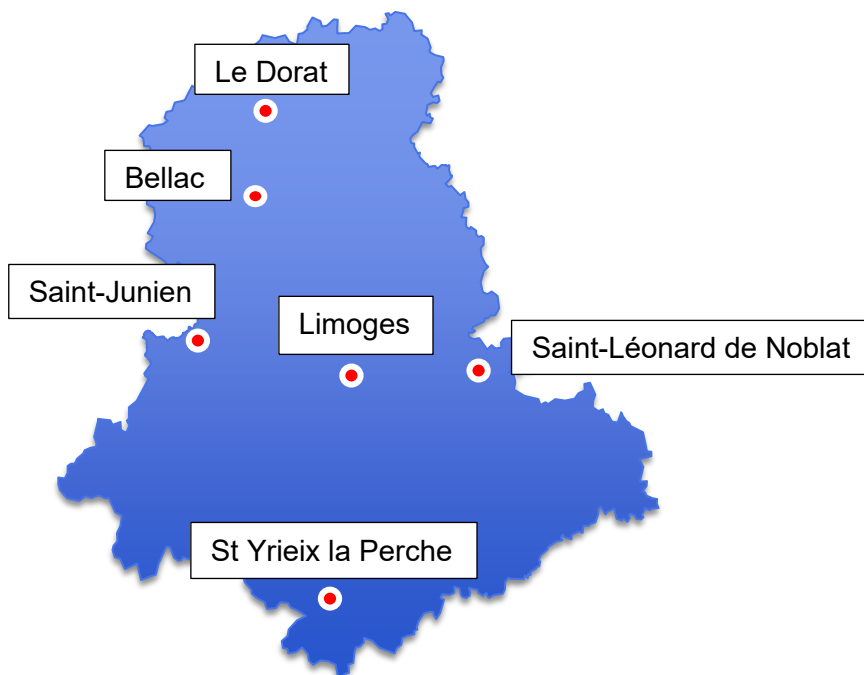 Le Dorat
Bellac
Saint-Junien
Limoges
Saint-Léonard de Noblat
St Yrieix la Perche